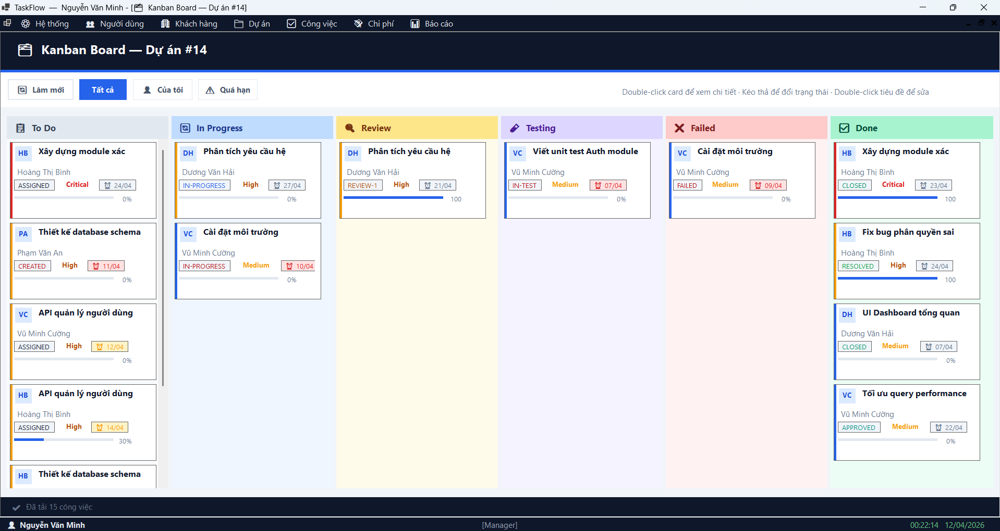 TaskFlow — Nguyễn Văn Minh - [ Kanban Board — Dự án #14]
Hệ thống Người dùng Khách hàng Dự án Công việc Chi phí Báo cáo
Kanban Board — Dự án #14
Làm mới Tất cả Của tôi Quá hạn
Double-click card để xem chi tiết · Kéo thả để đổi trạng thái · Double-click tiêu đề để sửa
To Do
HB Xây dựng module xác
Hoàng Thị Bình
ASSIGNED Critical 24/04
0%
PA Thiết kế database schema
Phạm Văn An
CREATED High 11/04
0%
VC API quản lý người dùng
Vũ Minh Cường
ASSIGNED High 12/04
0%
HB API quản lý người dùng
Hoàng Thị Bình
ASSIGNED High 14/04
30%
HB Thiết kế database schema
In Progress
DH Phân tích yêu cầu hệ
Dương Văn Hải
IN-PROGRESS High 27/04
0%
VC Cài đặt môi trường
Vũ Minh Cường
IN-PROGRESS Medium 10/04
0%
Review
DH Phân tích yêu cầu hệ
Dương Văn Hải
REVIEW-1 High 21/04
100
Testing
VC Viết unit test Auth module
Vũ Minh Cường
IN-TEST Medium 07/04
0%
Failed
VC Cài đặt môi trường
Vũ Minh Cường
FAILED Medium 09/04
0%
Done
HB Xây dựng module xác
Hoàng Thị Bình
CLOSED Critical 23/04
100
HB Fix bug phân quyền sai
Hoàng Thị Bình
RESOLVED High 24/04
100
DH UI Dashboard tổng quan
Dương Văn Hải
CLOSED Medium 07/04
0%
VC Tối ưu query performance
Vũ Minh Cường
APPROVED Medium 22/04
0%
Đã tải 15 công việc
Nguyễn Văn Minh [Manager] 00:22:14 12/04/2026